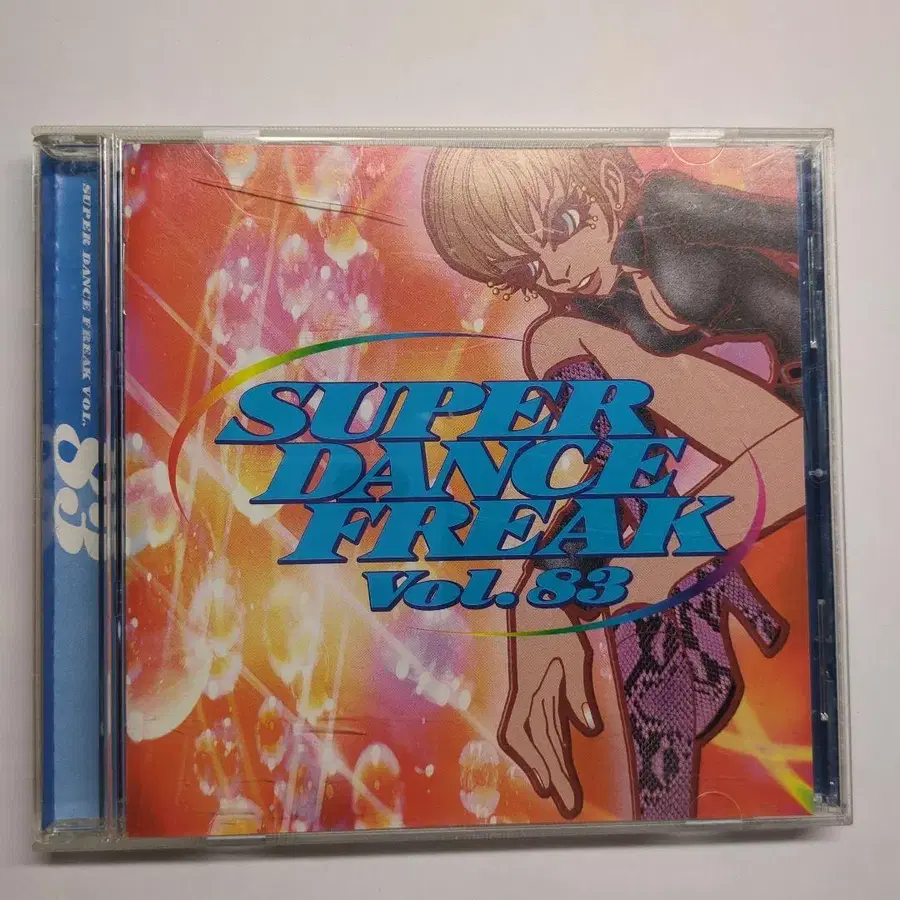 SUPER DANCE FREAK VOL.
83
SUPER
DANCE
FREAK
Vol. 83